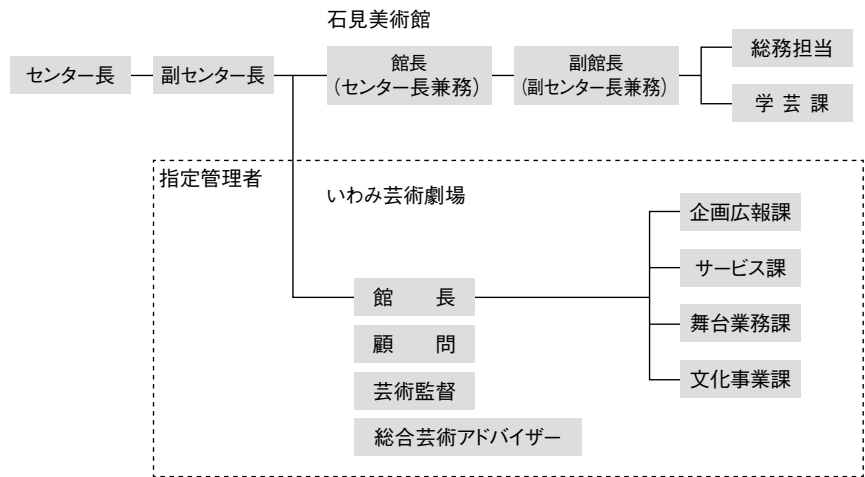 石見美術館
センター長
副センター長
館長
（センター長兼務）
副館長
（副センター長兼務）
総務担当
学芸課
指定管理者
いわみ芸術劇場
館長
顧問
芸術監督
総合芸術アドバイザー
企画広報課
サービス課
舞台業務課
文化事業課